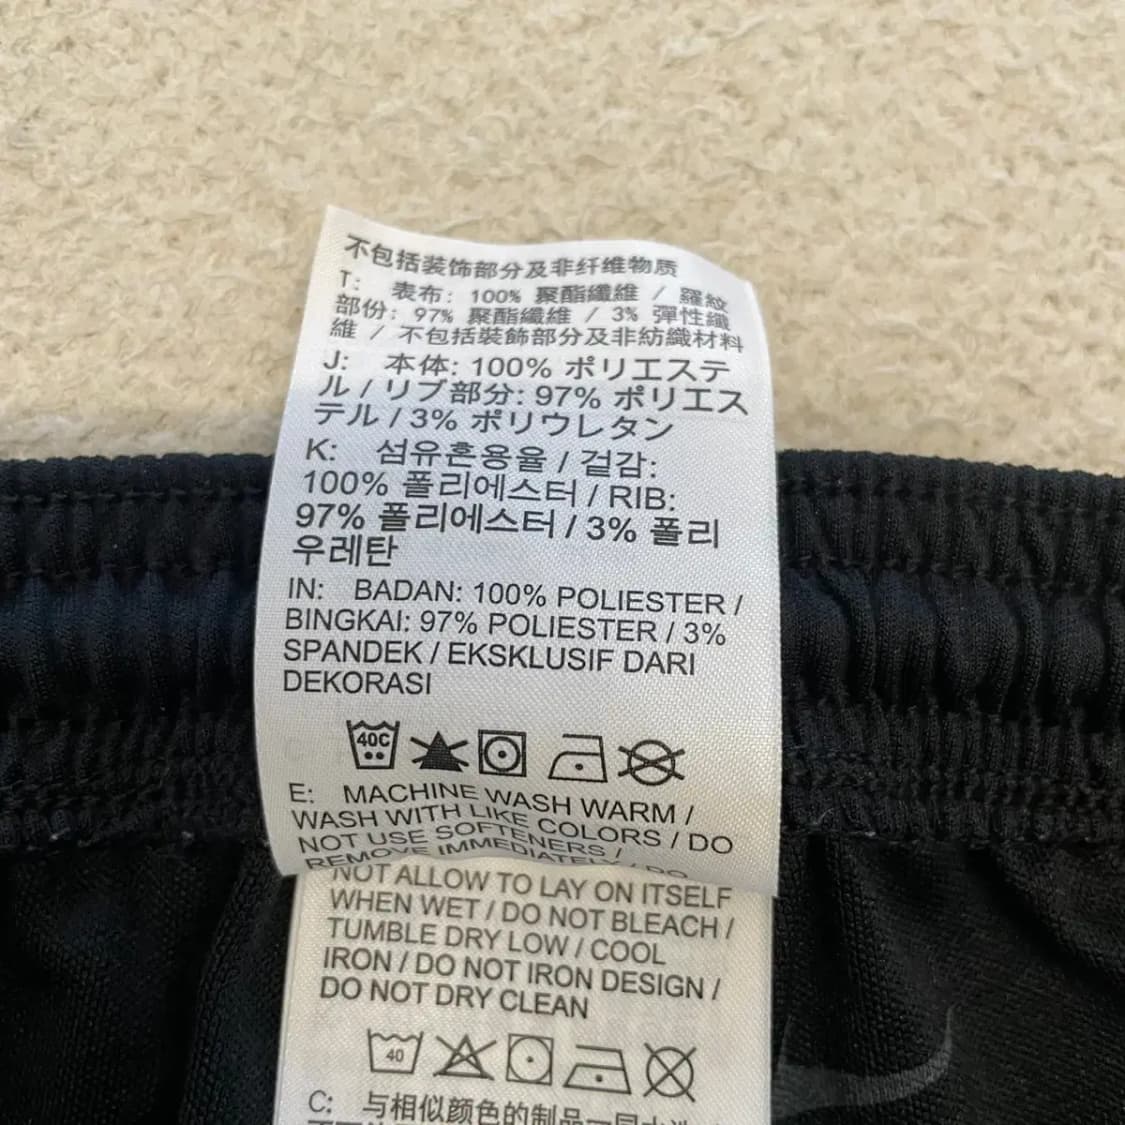 不包括装饰部分及非纤维物质
T: 表布: 100% 聚酯纖維 / 羅紋
部份: 97% 聚酯纖維 / 3% 彈性纖
維 / 不包括裝飾部分及非紡織材料
J: 本体: 100% ポリエステ
ル / リブ部分: 97% ポリエス
テル / 3% ポリウレタン
K: 섬유혼용율 / 겉감:
100% 폴리에스터 / RIB:
97% 폴리에스터 / 3% 폴리
우레탄
IN: BADAN: 100% POLIESTER /
BINGKAI: 97% POLIESTER / 3%
SPANDEK / EKSKLUSIF DARI
DEKORASI
40C
E: MACHINE WASH WARM /
WASH WITH LIKE COLORS / DO
NOT USE SOFTENERS /
REMOVE IMMEDIATELY / DO
NOT ALLOW TO LAY ON ITSELF
WHEN WET / DO NOT BLEACH /
TUMBLE DRY LOW / COOL
IRON / DO NOT IRON DESIGN /
DO NOT DRY CLEAN
40
C: 与相似颜色的制品一同水洗